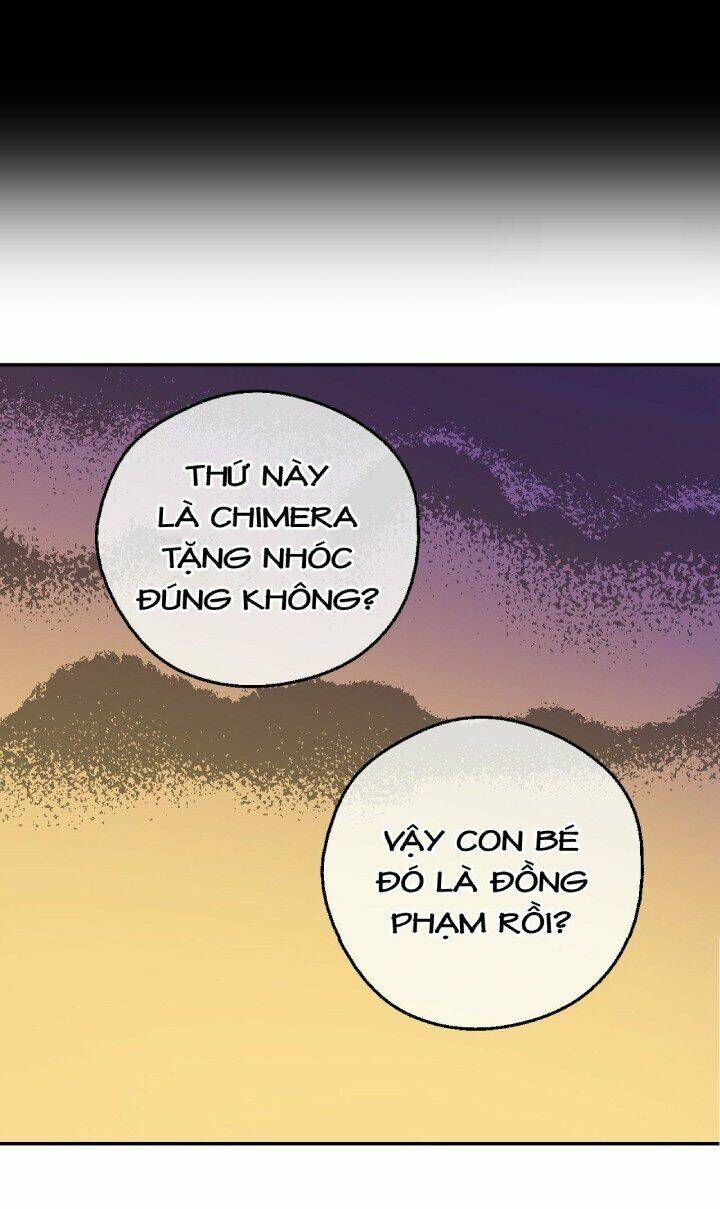 THỨ NÀY
LÀ CHIMERA
TẶNG NHÓC
ĐÚNG KHÔNG?
VẬY CON BÉ
ĐÓ LÀ ĐỒNG
PHẠM RỒI?